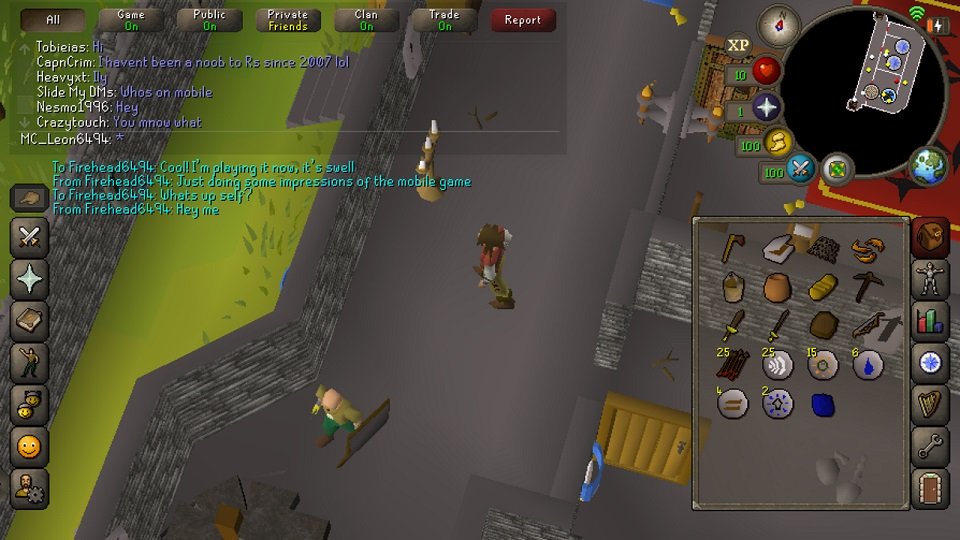 All
Game
On
Public
On
Private
Friends
Clan
On
Trade
On
Report
Tobieias: Hi
CapnCrim: I havent been a noob to Rs since 2007 lol
Heavyxt: Ily
Slide My DMs: Whos on mobile
Nesmo1996: Hey
Crazytouch: You mnow what
MC_Leon6494: *
To Firehead6494: Cool! I'm playing it now, it's swell
From Firehead6494: Just doing some impressions of the mobile game
To Firehead6494: Whats up self?
From Firehead6494: Hey me
XP
10
1
100
100
25
25
15
6
4
2